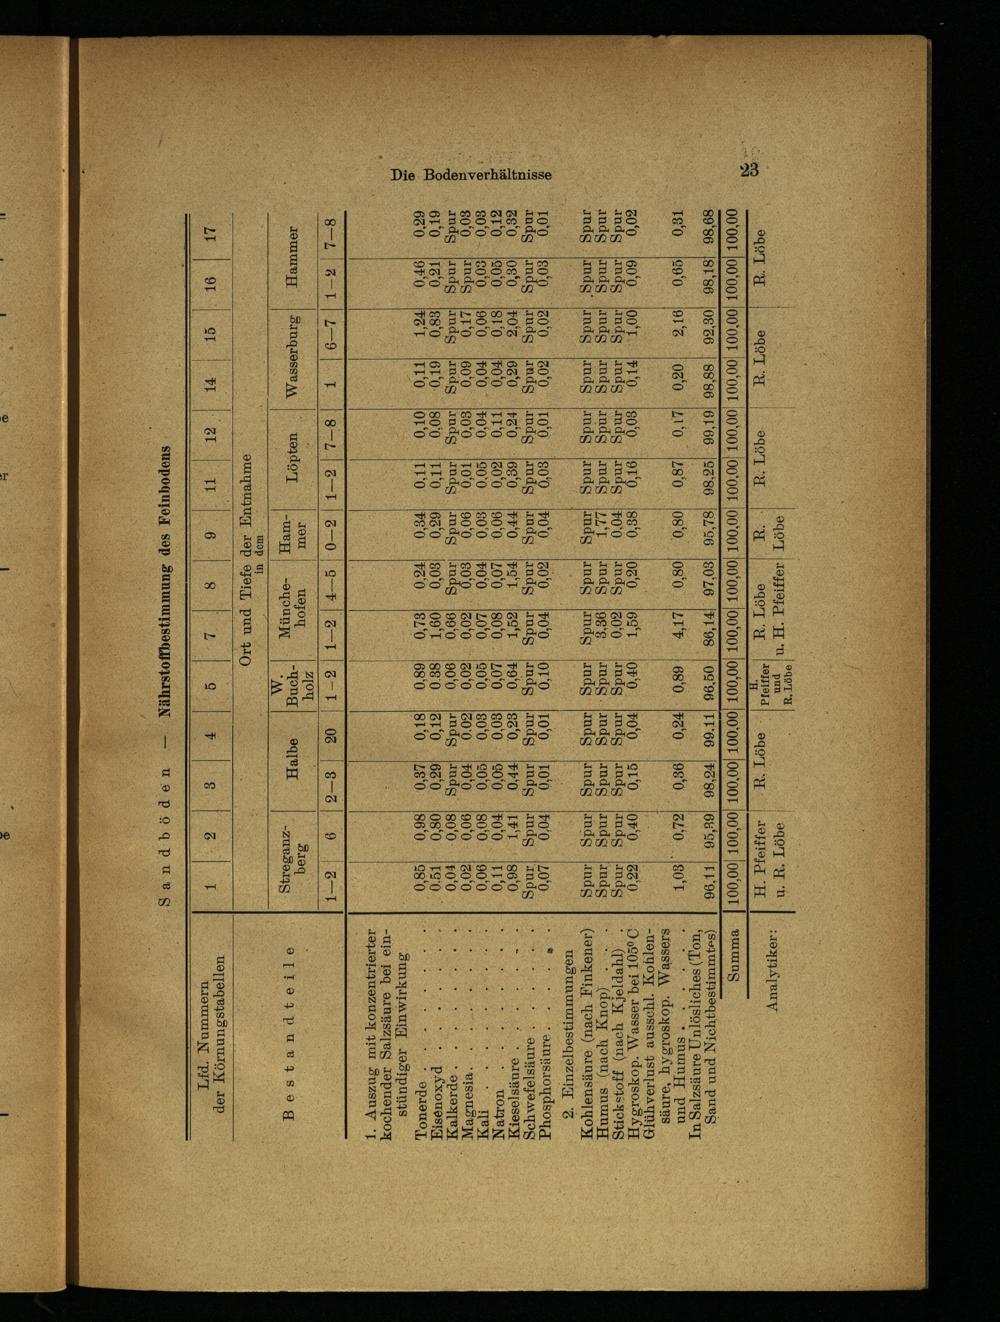 Die Bodenverhältnisse 23
Sandböden — Nährstoffbestimmung des Feinbodens
Lfd. Nummern der Körnungstabellen 1 2 3 4 5 7 8 9 11 12 14 15 16 17
Ort und Tiefe der Entnahme
in dem
Bestandteile Streganz-berg Halbe W. Buch-holz Münche-hofen Ham-mer Löpten Wasserburg Hammer
1—2 6 2—3 20 1-2 1—2 4—5 0—2 1—2 7—8 1 6—7 1-2 7—8
1. Auszug mit konzentrierter
kochender Salzsäure bei ein-
stündiger Einwirkung
Tonerde . . . . . . 0,85 0,98 0,37 0,18 0,89 0,73 0,24 0,34 0,11 0,10 0,11 1,24 0,46 0,29
Eisenoxyd . . . . . 0.51 0,80 0,29 0,12 0.38 1,60 0,03 0,29 0,11 0,08 0,19 0,83 0,21 0,19
Kalkerde . . . . . . 0,04 0,08 Spur Spur 0,06 0,66 Spur Spur Spur Spur Spur Spur Spur Spur
Magnesia. . . . . . 0,02 0,06 0,04 0.02 0,02 0,02 0,03 0,06 0,01 0,03 0,09 0,17 Spur 0,03
Kali . . . . . . 0,06 0,08 0,05 0,03 0,05 0,07 0,04 0,03 0.05 0,04 0,04 0,06 0,03 0,03
Natron . . . . . . 0,11 0,04 0,05 0,03 0,07 0,08 0,07 0,06 0,02 0,11 0,04 0,18 0,05 0,12
Kieselsäure . . . . . 0,98 1,41 0,44 0,23 0,64 1,52 1,54 0,44 0,39 0,24 0,29 2,04 0,30 0,32
Schwefelsäure . . . . Spur Spur Spur Spur Spur Spur Spur Spur Spur Spur Spur Spur Spur Spur
Phosphorsäure. . . . . 0,07 0,04 0,01 0,01 0,10 0,04 0,02 0,04 0,03 0,01 0,02 0,02 0,03 0,01
2. Einzelbestimmungen
Kohlensäure (nach Finkener) Spur Spur Spur Spur Spur Spur Spur Spur Spur Spur Spur Spur Spur Spur
Humus (nach Knop) . . . Spur Spur Spur Spur Spur 3.36 Spur 1,77 Spur Spur Spur Spur Spur Spur
Stickstoff (nach Kjeldahl) . Spur Spur Spur Spur Spur 0,02 Spur 0,04 Spur Spur Spur Spur Spur Spur
Hygroskop. Wasser bei 105° C 0,22 0,40 0,15 0,04 0,40 1,59 0,20 0,38 0,16 0,03 0,14 1,00 0,09 0,02
Glühverlust ausschl. Kohlen-
säure, hygroskop. Wassers
und Humus . . . . . 1,03 0,72 0,36 0,24 0,89 4,17 0,80 0,80 0,87 0,17 0,20 2,16 0,65 0,31
In Salzsäure Unlösliches (Ton,
Sand und Nichtbestimmtes) 96,11 95,39 98,24 99.11 96,50 86,14 97,03 95,78 98,25 99,19 98,88 92,30 98,18 98,68
Summa 100,00 100,00 100,00 100,00 100,00 100,00 100,00 100,00 100,00 100,00 100,00 100,00 100,00 100,00
Analytiker: H. Pfeiffer u. R. Löbe R. Löbe H. Pfeiffer und R. Löbe R. Löbe u. H. Pfeiffer R. Löbe R. Löbe R. Löbe R. Löbe